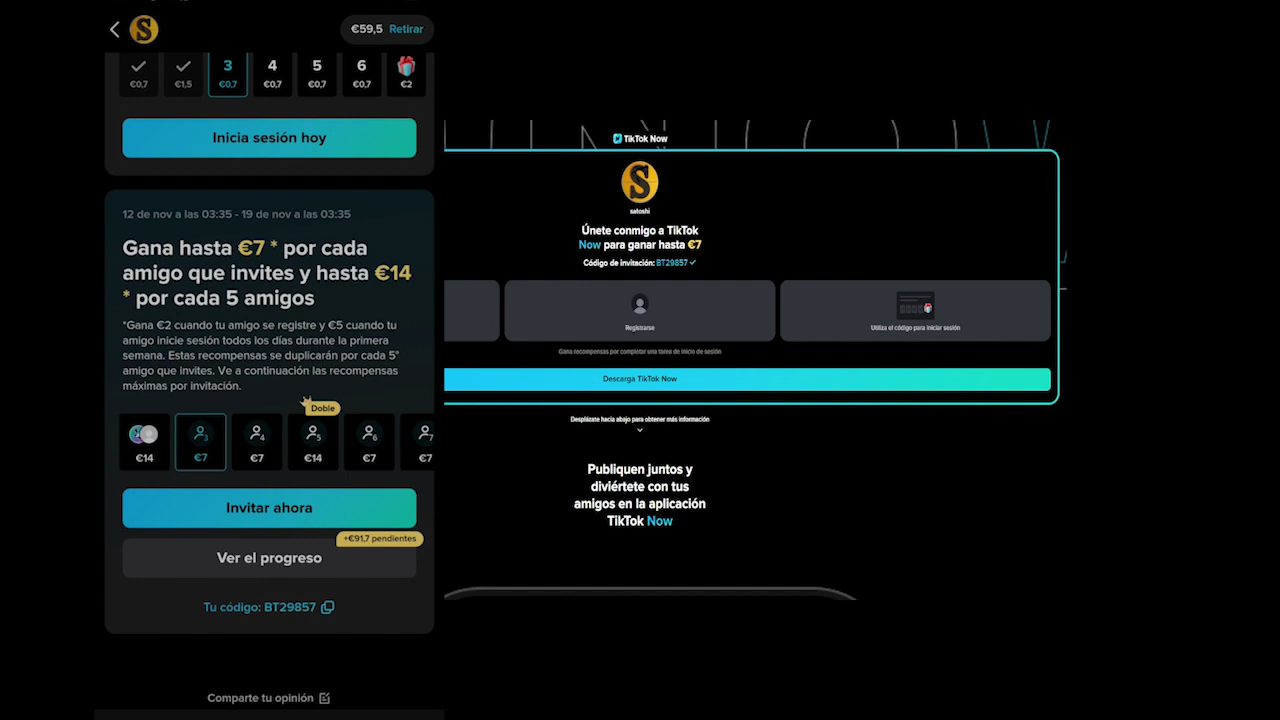 €59,5 Retirar
3 4 5 6
€0,7 €1,5 €0,7 €0,7 €0,7 €0,7 €2
Inicia sesión hoy
12 de nov a las 03:35 - 19 de nov a las 03:35
Gana hasta €7 * por cada
amigo que invites y hasta €14
* por cada 5 amigos
*Gana €2 cuando tu amigo se registre y €5 cuando tu
amigo inicie sesión todos los días durante la primera
semana. Estas recompensas se duplicarán por cada 5°
amigo que invites. Ve a continuación las recompensas
máximas por invitación.
Doble
3 4 5 6 7
€14 €7 €7 €14 €7 €7
Invitar ahora
+€91,7 pendientes
Ver el progreso
Tu código: BT29857
Comparte tu opinión
TikTok Now
S
satoshi
Únete conmigo a TikTok
Now para ganar hasta €7
Código de invitación: BT29857
Registrarse
Utiliza el código para iniciar sesión
Gana recompensas por completar una tarea de inicio de sesión
Descarga TikTok Now
Desplázate hacia abajo para obtener más información
Publiquen juntos y
diviértete con tus
amigos en la aplicación
TikTok Now